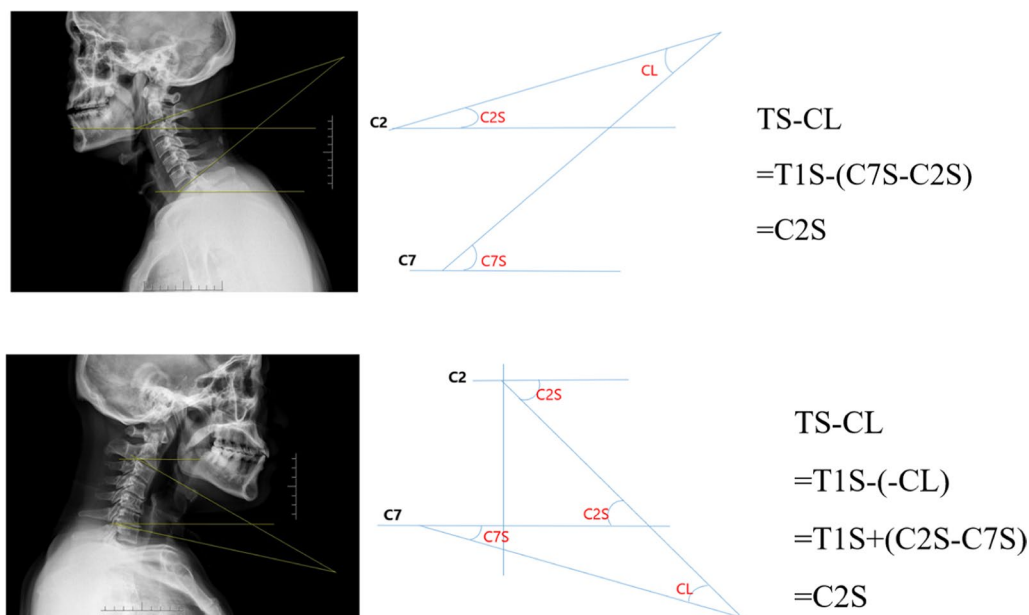 CL
C2
C2S
TS-CL
=T1S-(C7S-C2S)
=C2S
C7
C7S
C2
C2S
TS-CL
=T1S-(-CL)
C7
C2S
C7S
=T1S+(C2S-C7S)
CL
=C2S